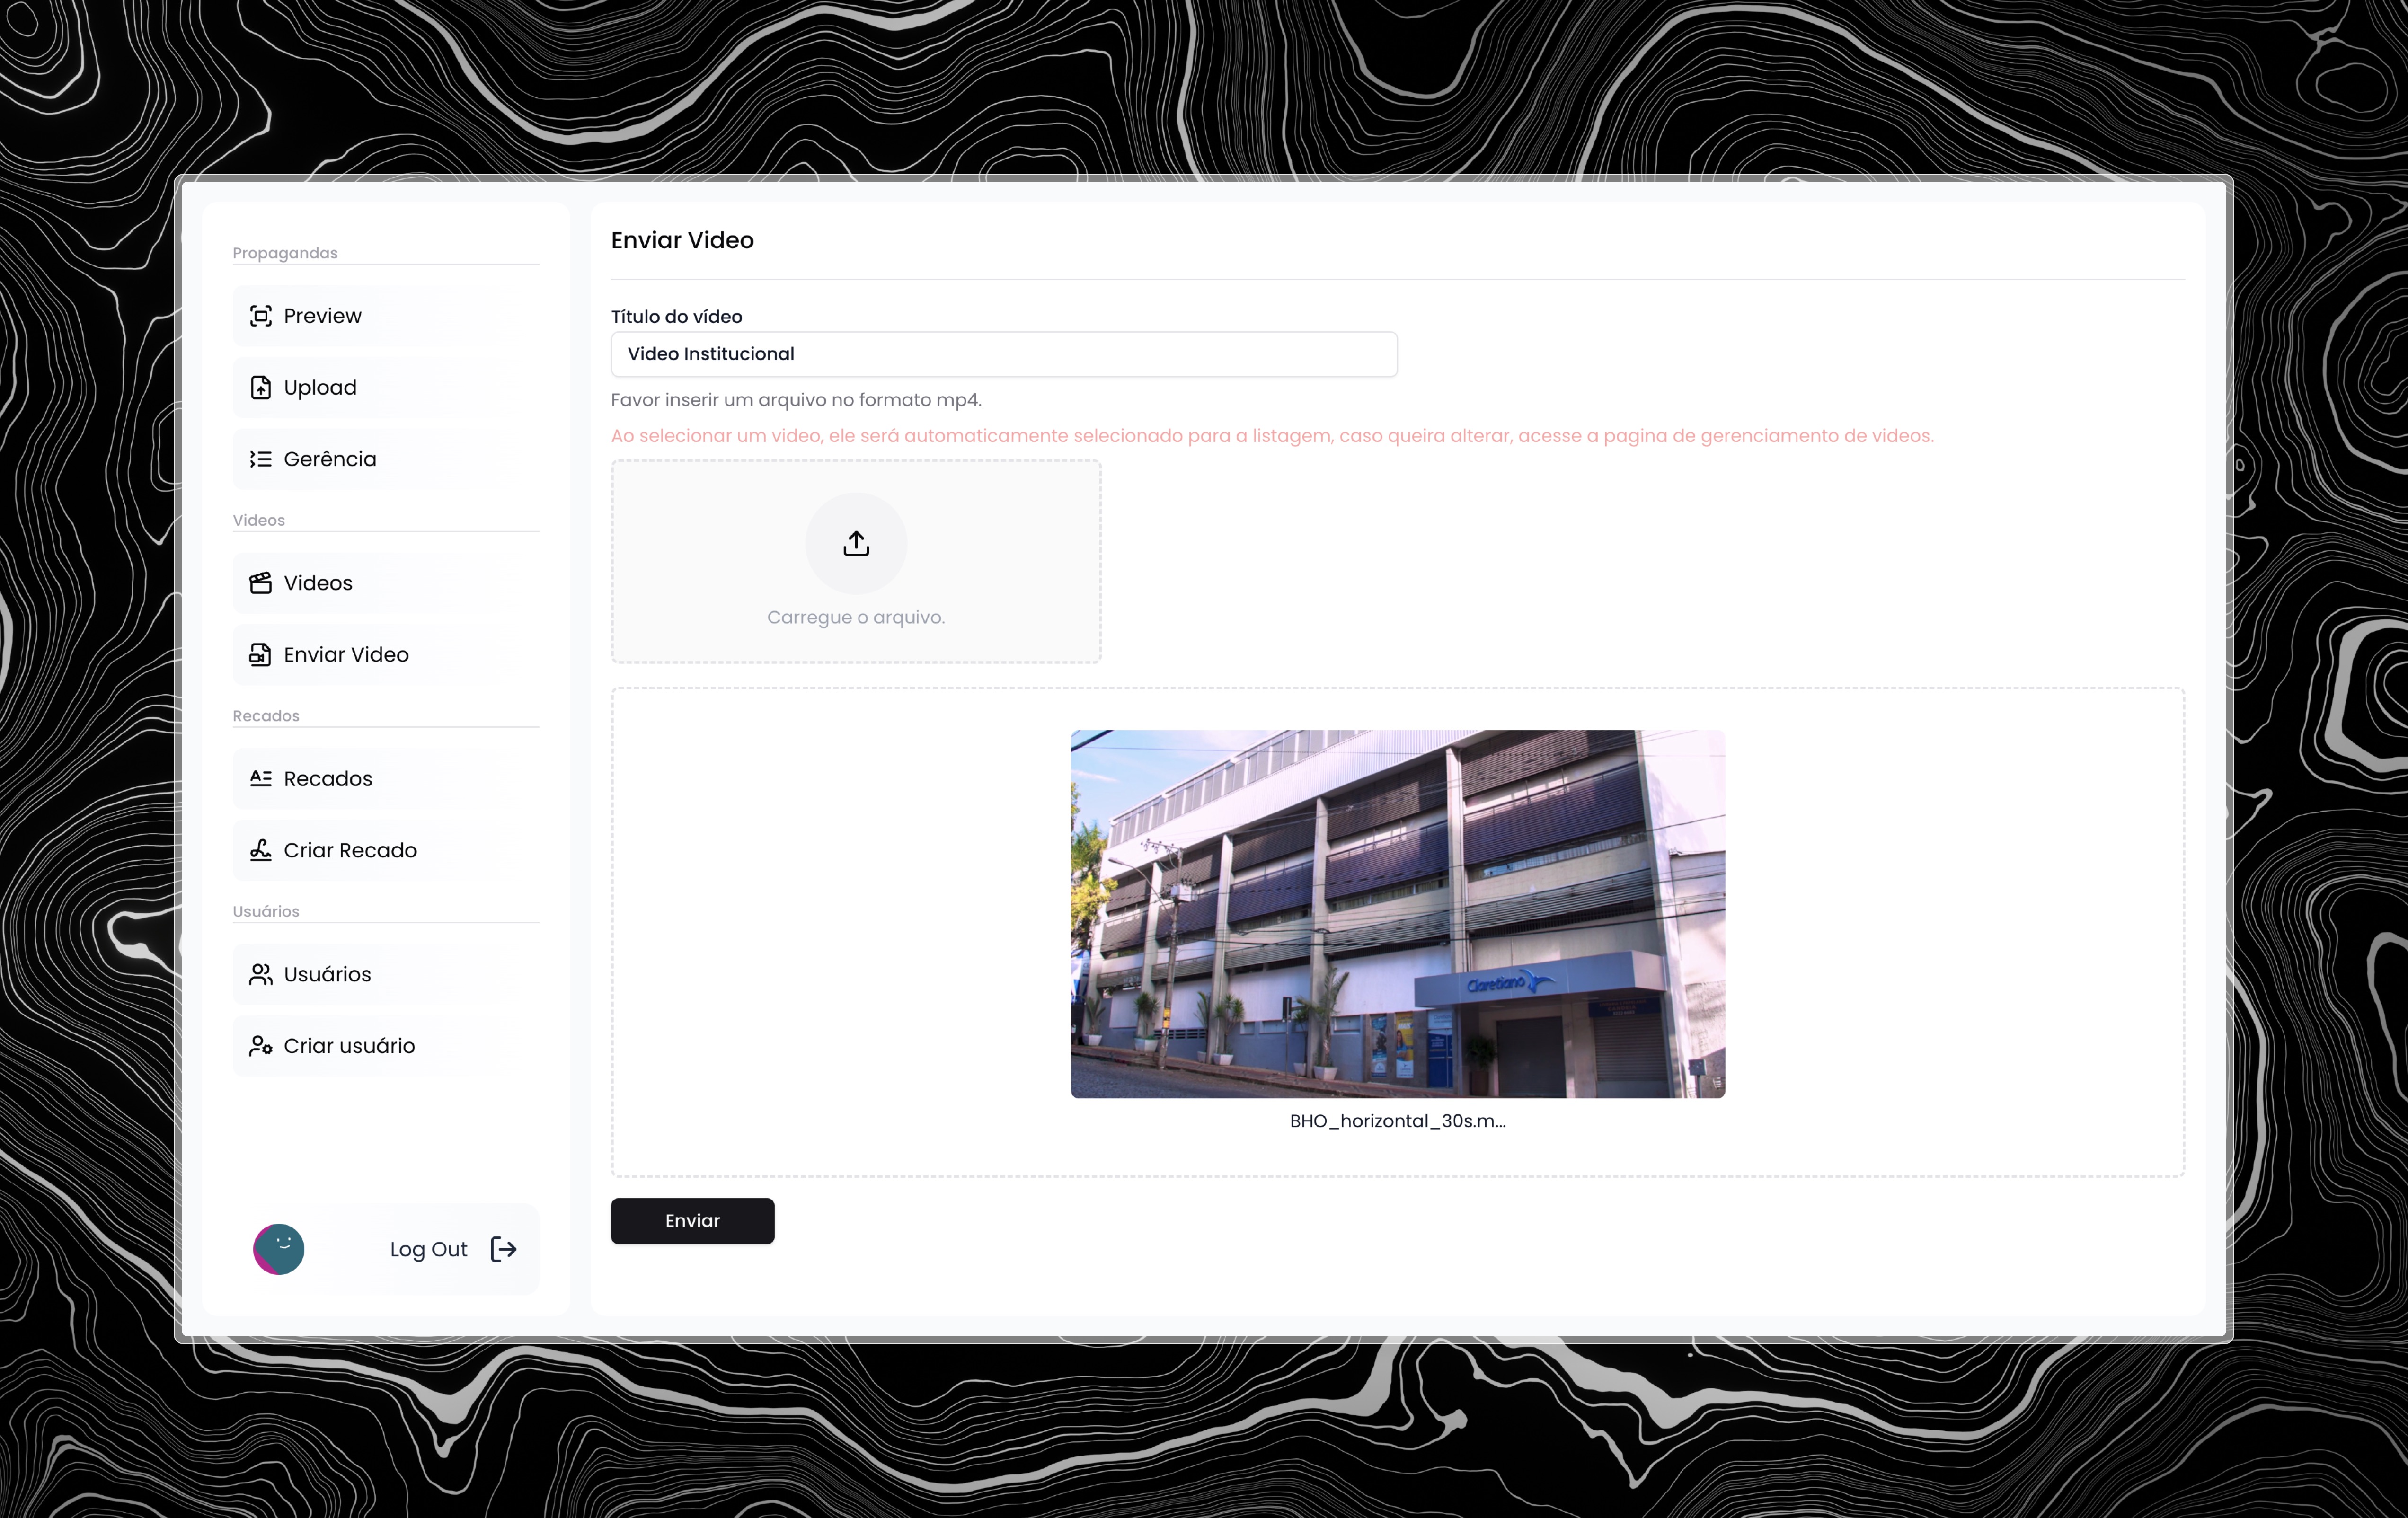 Propagandas
Preview
Upload
Gerência
Videos
Videos
Enviar Video
Recados
Recados
Criar Recado
Usuários
Usuários
Criar usuário
Log Out
Enviar Video
Título do vídeo
Video Institucional
Favor inserir um arquivo no formato mp4.
Ao selecionar um video, ele será automaticamente selecionado para a listagem, caso queira alterar, acesse a pagina de gerenciamento de videos.
Carregue o arquivo.
Claretiano
BHO_horizontal_30s.m...
Enviar